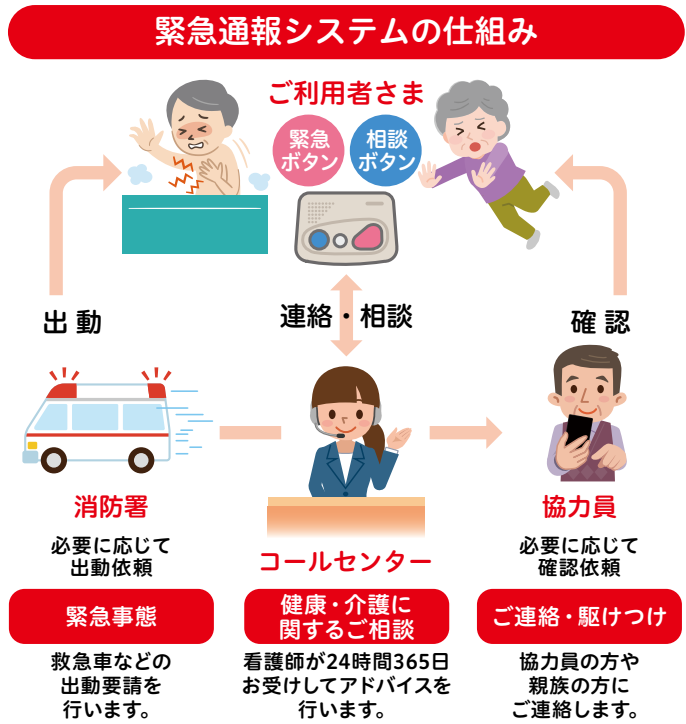 緊急通報システムの仕組み
ご利用者さま
緊急
ボタン
相談
ボタン
出動
連絡・相談
確認
消防署
必要に応じて
出動依頼
コールセンター
協力員
必要に応じて
確認依頼
緊急事態
救急車などの
出動要請を
行います。
健康・介護に
関するご相談
看護師が24時間365日
お受けしてアドバイスを
行います。
ご連絡・駆けつけ
協力員の方や
親族の方に
ご連絡します。